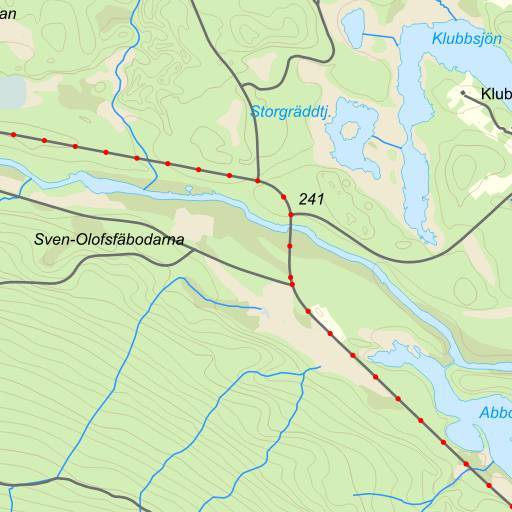 an
Klubbsjön
Klub
Storgräddtj.
241
Sven-Olofsfäbodarna
Abbo